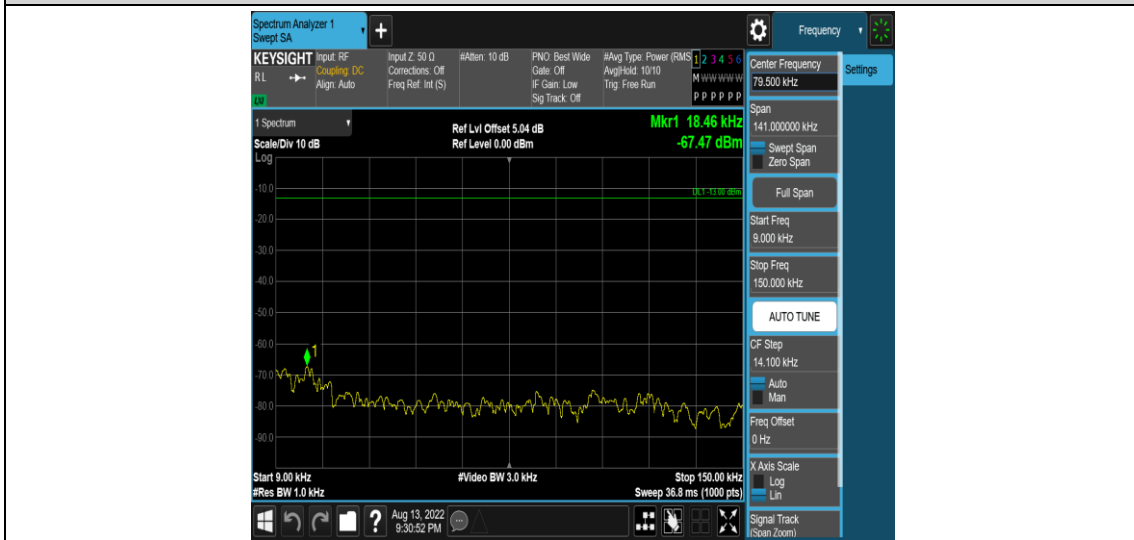 Spectrum Analyzer 1
Swept SA
+
Frequency
KEYSIGHT
RL
LXI
Input: RF
Coupling: DC
Align: Auto
Input Z: 50 Ω
Corrections: Off
Freq Ref: Int (S)
#Atten: 10 dB
PNO: Best Wide
Gate: Off
IF Gain: Low
Sig Track: Off
#Avg Type: Power (RMS
Avg|Hold: 10/10
Trig: Free Run
1 2 3 4 5 6
M W W W W W
P P P P P P
1 Spectrum
Scale/Div 10 dB
Ref Lvl Offset 5.04 dB
Ref Level 0.00 dBm
Mkr1 18.46 kHz
-67.47 dBm
Log
DL1 -13.00 dBm
-10.0
-20.0
-30.0
-40.0
-50.0
-60.0
-70.0
-80.0
-90.0
1
Start 9.00 kHz
#Res BW 1.0 kHz
#Video BW 3.0 kHz
Stop 150.00 kHz
Sweep 36.8 ms (1000 pts)
Center Frequency
79.500 kHz
Settings
Span
141.000000 kHz
Swept Span
Zero Span
Full Span
Start Freq
9.000 kHz
Stop Freq
150.000 kHz
AUTO TUNE
CF Step
14.100 kHz
Auto
Man
Freq Offset
0 Hz
X Axis Scale
Log
Lin
Signal Track
(Span Zoom)
?
Aug 13, 2022
9:30:52 PM